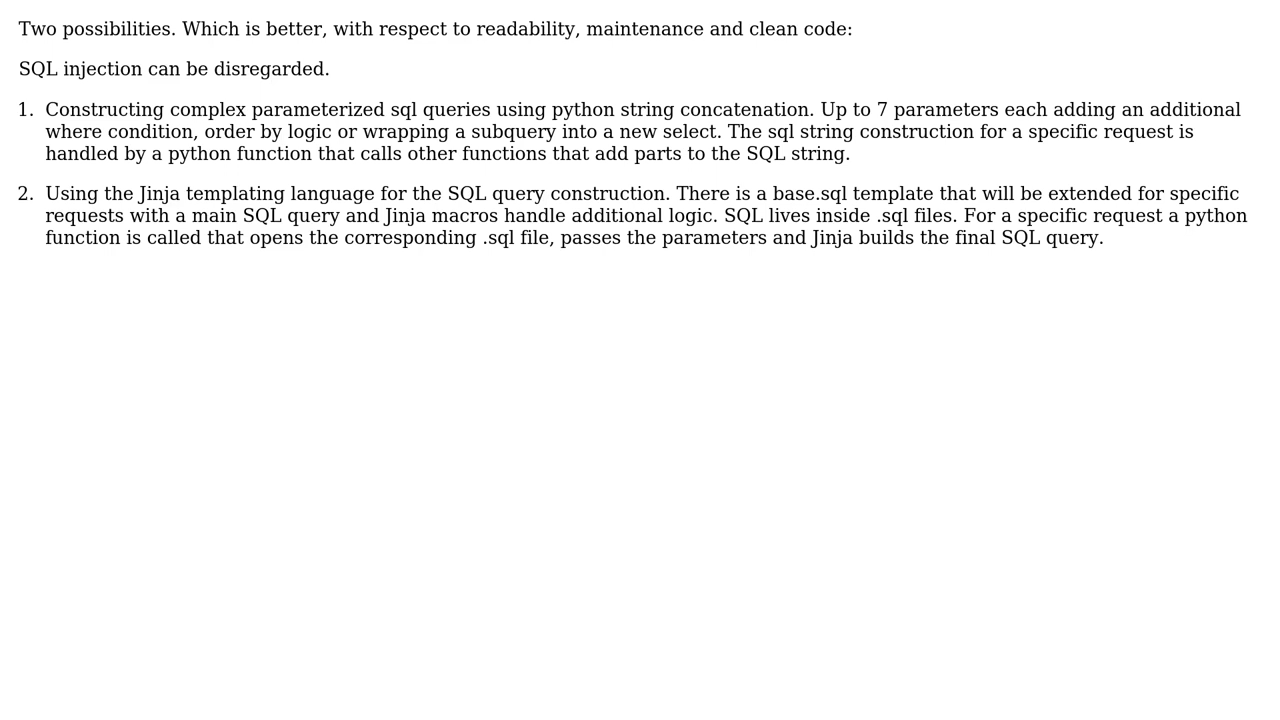 Two possibilities. Which is better, with respect to readability, maintenance and clean code:
SQL injection can be disregarded.
1. Constructing complex parameterized sql queries using python string concatenation. Up to 7 parameters each adding an additional
where condition, order by logic or wrapping a subquery into a new select. The sql string construction for a specific request is
handled by a python function that calls other functions that add parts to the SQL string.
2. Using the Jinja templating language for the SQL query construction. There is a base.sql template that will be extended for specific
requests with a main SQL query and Jinja macros handle additional logic. SQL lives inside .sql files. For a specific request a python
function is called that opens the corresponding .sql file, passes the parameters and Jinja builds the final SQL query.